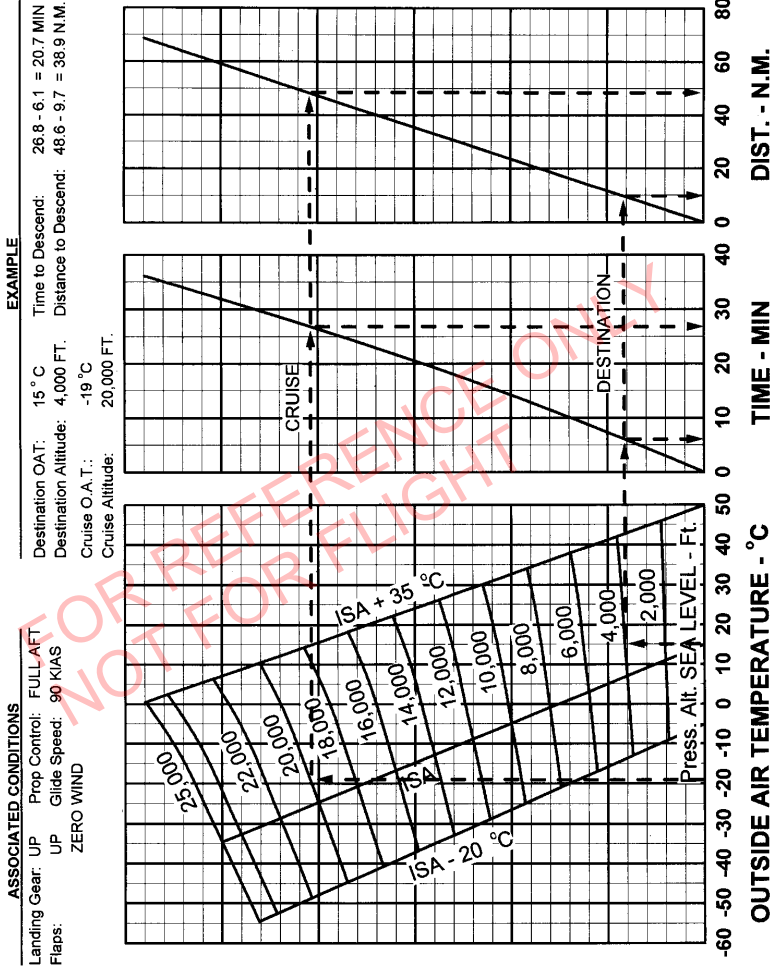 ASSOCIATED CONDITIONS
Landing Gear: UP Prop Control: FULL AFT
Flaps: UP Glide Speed: 90 KIAS
ZERO WIND
EXAMPLE
Destination OAT: 15°C Time to Descend: 26.8 - 6.1 = 20.7 MIN
Destination Altitude: 4,000 FT. Distance to Descend: 48.6 - 9.7 = 38.9 N.M.
Cruise O.A.T.: -19 °C
Cruise Altitude: 20,000 FT.
FOR REFERENCE ONLY
NOT FOR FLIGHT
25,000
22,000
20,000
18,000
16,000
14,000
12,000
10,000
8,000
6,000
4,000
2,000
Press. Alt. SEA LEVEL - Ft.
ISA + 35 °C
ISA
ISA - 20 °C
CRUISE
DESTINATION
-60 -50 -40 -30 -20 -10 0 10 20 30 40 50
OUTSIDE AIR TEMPERATURE - °C
0 10 20 30 40
TIME - MIN
0 20 40 60 80
DIST. - N.M.